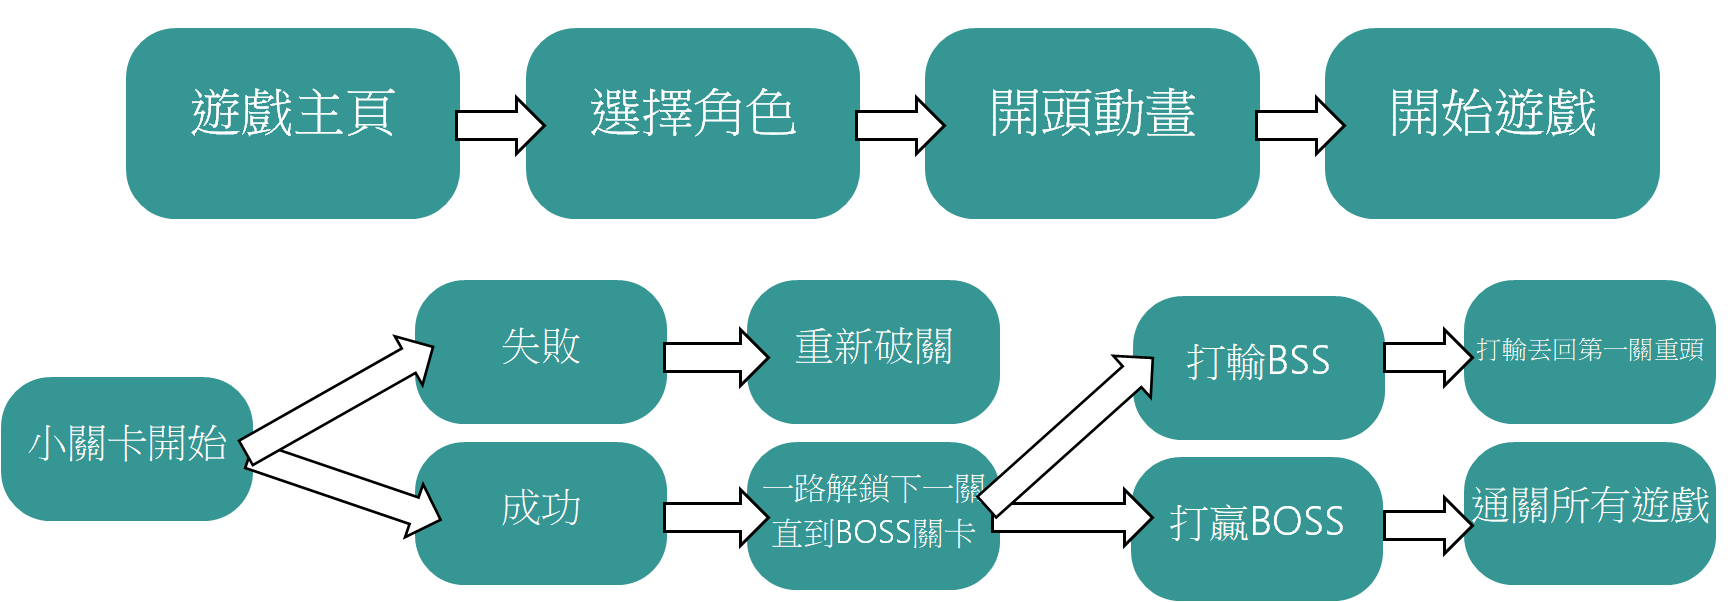 遊戲主頁
選擇角色
開頭動畫
開始遊戲
小關卡開始
失敗
重新破關
成功
一路解鎖下一關
直到BOSS關卡
打輸BSS
打輸丟回第一關重頭
打贏BOSS
通關所有遊戲